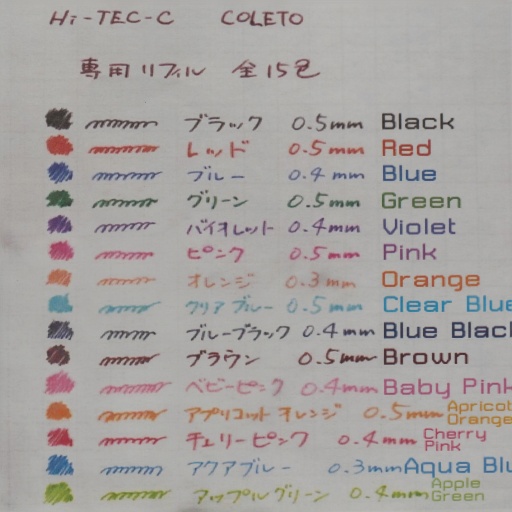 Hi-TEC-C COLETO
専用リフィル 全15色
ブラック 0.5mm Black
レッド 0.5mm Red
ブルー 0.4mm Blue
グリーン 0.5mm Green
バイオレット 0.4mm Violet
ピンク 0.5mm Pink
オレンジ 0.3mm Orange
クリアブルー 0.5mm Clear Blue
ブルーブラック 0.4mm Blue Black
ブラウン 0.5mm Brown
ベビーピンク 0.4mm Baby Pink
アプリコットオレンジ 0.5mm Apricot Orange
チェリーピンク 0.4mm Cherry Pink
アクアブルー 0.3mm Aqua Blu
アップルグリーン 0.4mm Apple Green